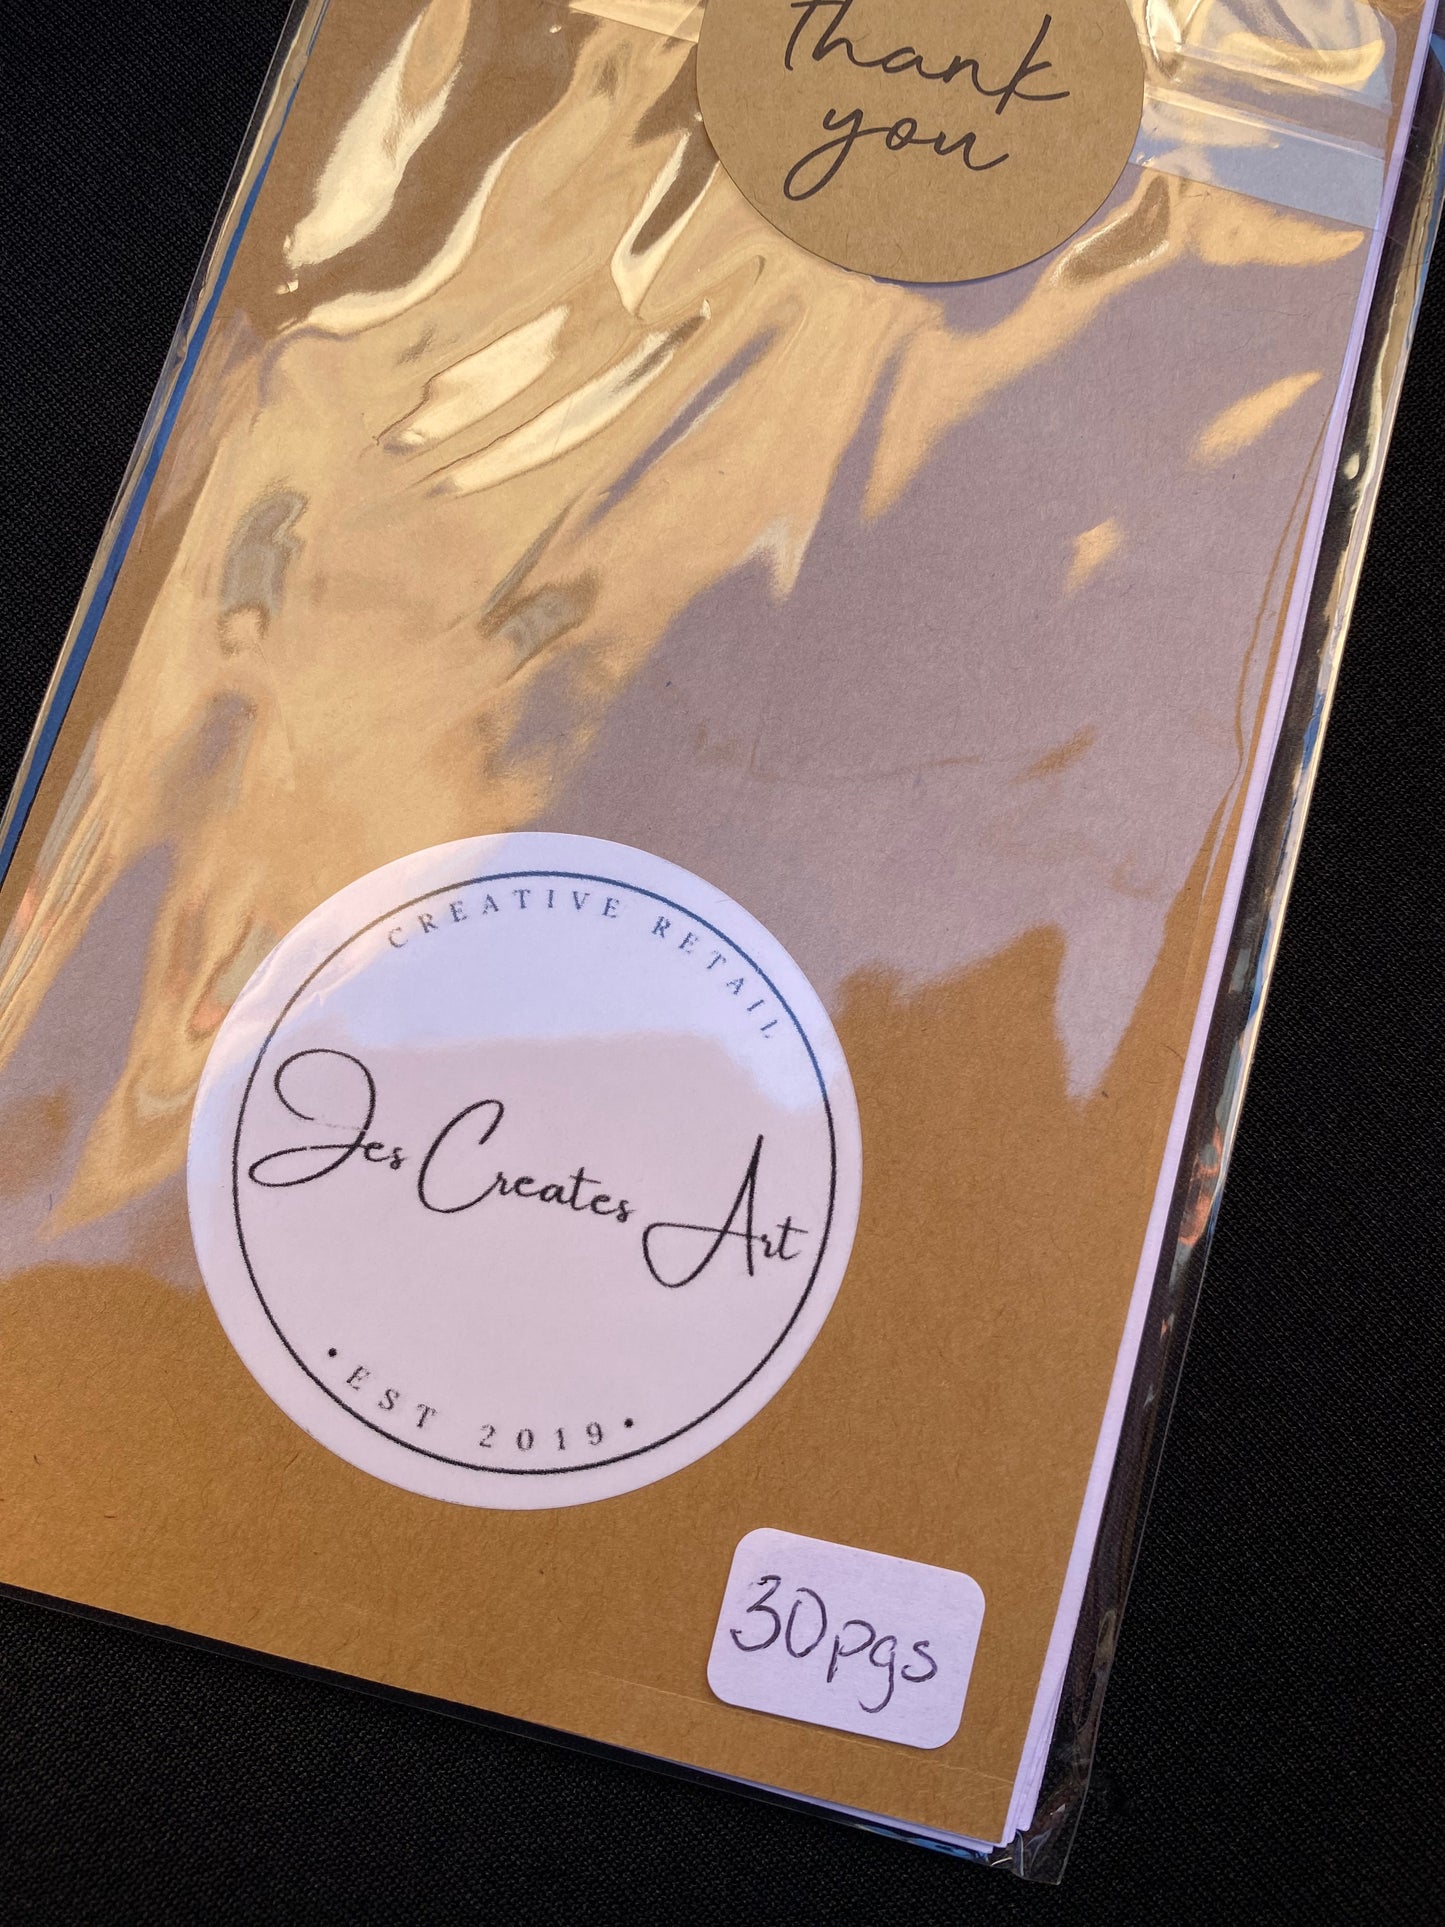 Thank
you
CREATIVE RETAIL
Jes Creates Art
• EST 2019 •
30pgs